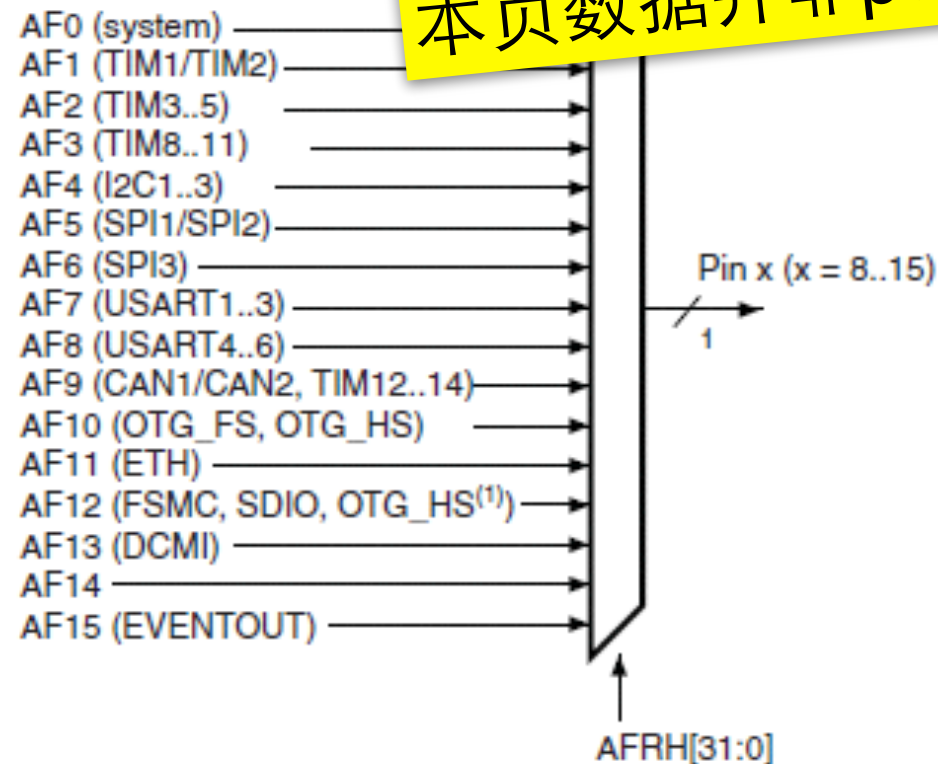 本页数据并非
AF0 (system)
AF1 (TIM1/TIM2)
AF2 (TIM3..5)
AF3 (TIM8..11)
AF4 (I2C1..3)
AF5 (SPI1/SPI2)
AF6 (SPI3)
AF7 (USART1..3)
AF8 (USART4..6)
AF9 (CAN1/CAN2, TIM12..14)
AF10 (OTG_FS, OTG_HS)
AF11 (ETH)
AF12 (FSMC, SDIO, OTG_HS(1))
AF13 (DCMI)
AF14
AF15 (EVENTOUT)
Pin x (x = 8..15)
1
AFRH[31:0]